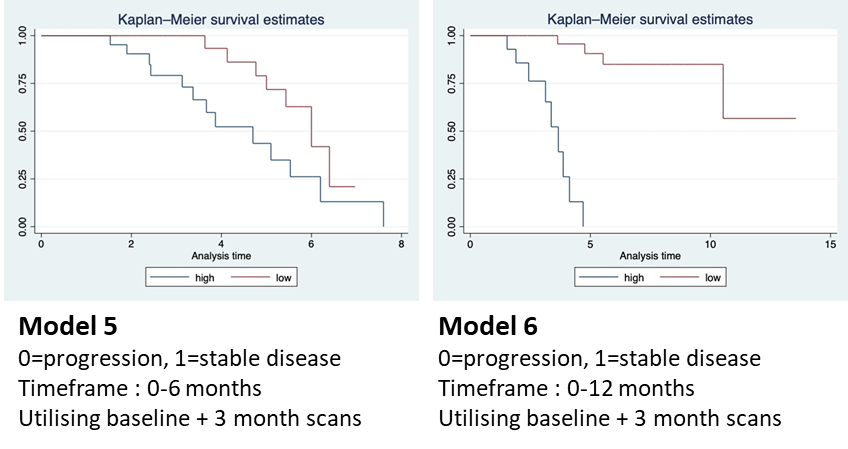 Kaplan–Meier survival estimates
1.00
0.75
0.50
0.25
0.00
0 2 4 6 8
Analysis time
high low
Model 5
0=progression, 1=stable disease
Timeframe : 0-6 months
Utilising baseline + 3 month scans
Kaplan–Meier survival estimates
1.00
0.75
0.50
0.25
0.00
0 5 10 15
Analysis time
high low
Model 6
0=progression, 1=stable disease
Timeframe : 0-12 months
Utilising baseline + 3 month scans